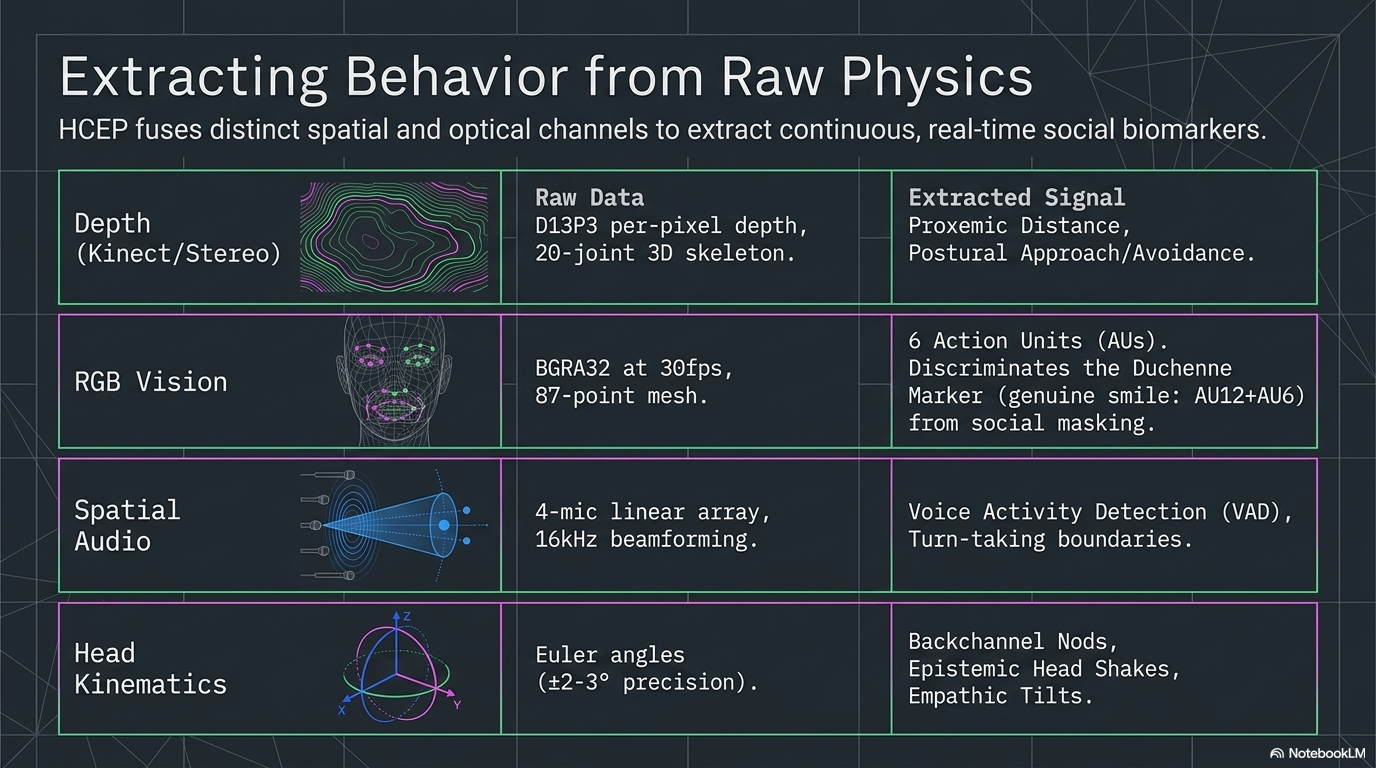 Extracting Behavior from Raw Physics
HCEP fuses distinct spatial and optical channels to extract continuous, real-time social biomarkers.
Depth
(Kinect/Stereo)
Raw Data
D13P3 per-pixel depth,
20-joint 3D skeleton.
Extracted Signal
Proxemic Distance,
Postural Approach/Avoidance.
RGB Vision
BGRA32 at 30fps,
87-point mesh.
6 Action Units (AUs).
Discriminates the Duchenne
Marker (genuine smile: AU12+AU6)
from social masking.
Spatial
Audio
4-mic linear array,
16kHz beamforming.
Voice Activity Detection (VAD),
Turn-taking boundaries.
Head
Kinematics
Z
X
Y
Euler angles
(±2-3° precision).
Backchannel Nods,
Epistemic Head Shakes,
Empathic Tilts.
NotebookLM